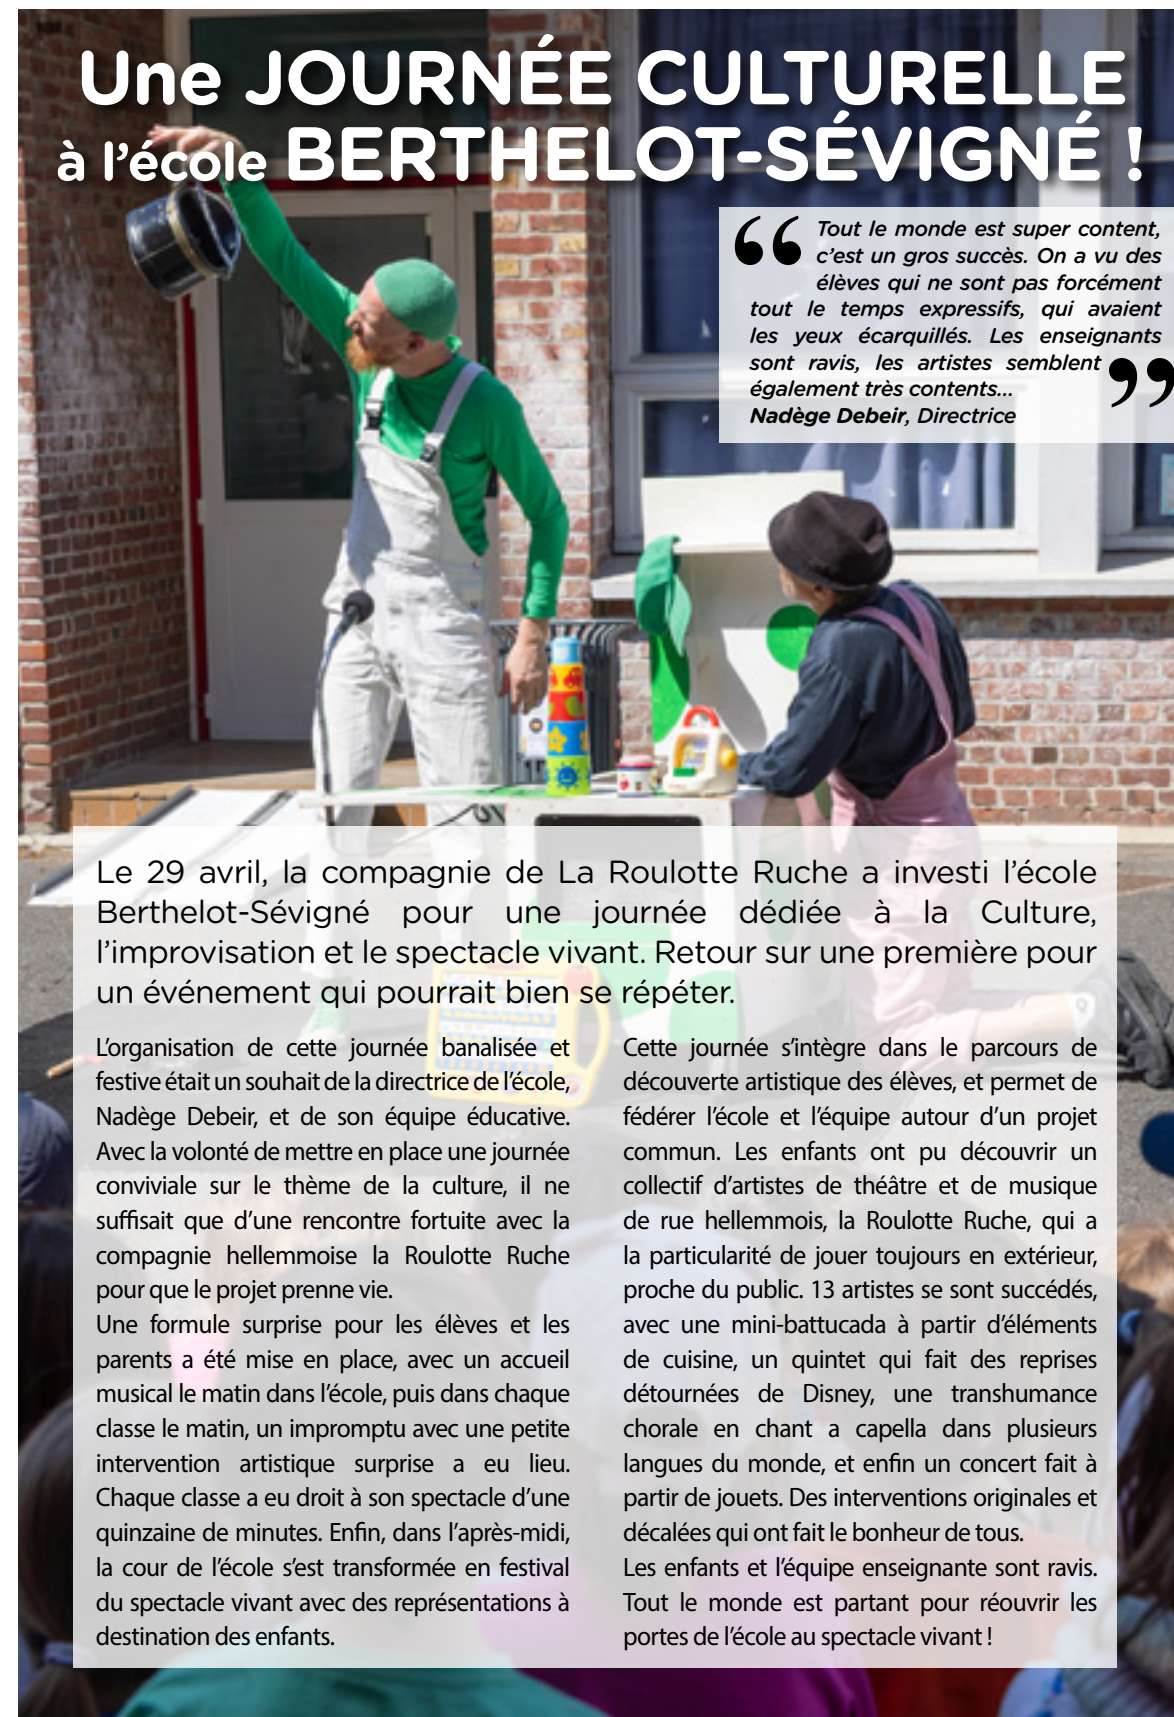 Une JOURNÉE CULTURELLE
à l’école BERTHELOT-SÉVIGNÉ !
“ Tout le monde est super content,
c’est un gros succès. On a vu des
élèves qui ne sont pas forcément
tout le temps expressifs, qui avaient
les yeux écarquillés. Les enseignants
sont ravis, les artistes semblent
également très contents... ”
Nadège Debeir, Directrice
Le 29 avril, la compagnie de La Roulotte Ruche a investi l’école
Berthelot-Sévigné pour une journée dédiée à la Culture,
l’improvisation et le spectacle vivant. Retour sur une première pour
un événement qui pourrait bien se répéter.
L’organisation de cette journée banalisée et
festive était un souhait de la directrice de l’école,
Nadège Debeir, et de son équipe éducative.
Avec la volonté de mettre en place une journée
conviviale sur le thème de la culture, il ne
suffisait que d’une rencontre fortuite avec la
compagnie hellemmoise la Roulotte Ruche
pour que le projet prenne vie.
Une formule surprise pour les élèves et les
parents a été mise en place, avec un accueil
musical le matin dans l’école, puis dans chaque
classe le matin, un impromptu avec une petite
intervention artistique surprise a eu lieu.
Chaque classe a eu droit à son spectacle d’une
quinzaine de minutes. Enfin, dans l’après-midi,
la cour de l’école s’est transformée en festival
du spectacle vivant avec des représentations à
destination des enfants.
Cette journée s’intègre dans le parcours de
découverte artistique des élèves, et permet de
fédérer l’école et l’équipe autour d’un projet
commun. Les enfants ont pu découvrir un
collectif d’artistes de théâtre et de musique
de rue hellemmois, la Roulotte Ruche, qui a
la particularité de jouer toujours en extérieur,
proche du public. 13 artistes se sont succédés,
avec une mini-battucada à partir d’éléments
de cuisine, un quintet qui fait des reprises
détournées de Disney, une transhumance
chorale en chant a capella dans plusieurs
langues du monde, et enfin un concert fait à
partir de jouets. Des interventions originales et
décalées qui ont fait le bonheur de tous.
Les enfants et l’équipe enseignante sont ravis.
Tout le monde est partant pour réouvrir les
portes de l’école au spectacle vivant !